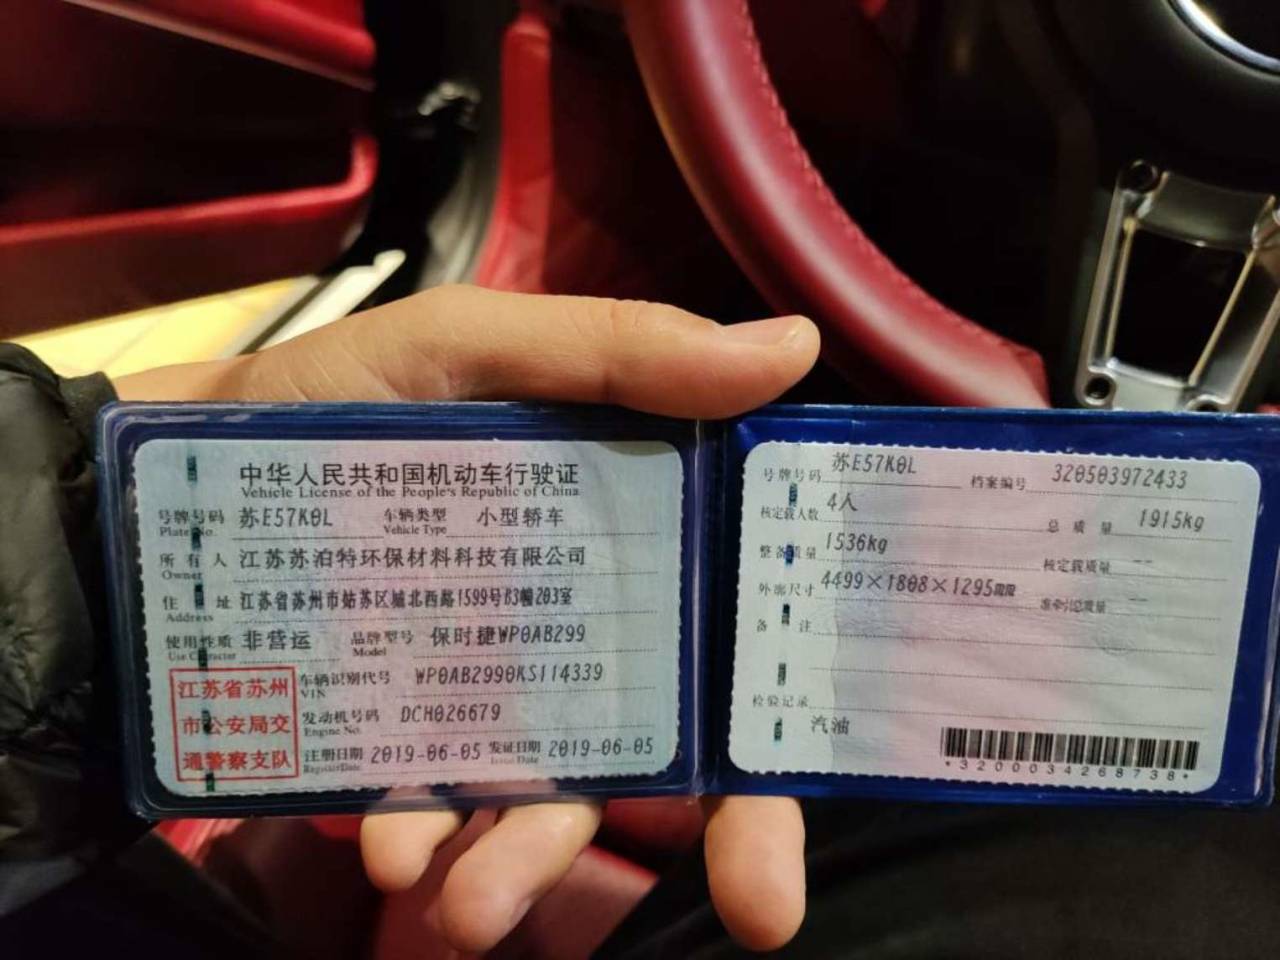 中华人民共和国机动车行驶证
Vehicle License of the People's Republic of China
号牌号码 苏E57K0L 车辆类型 小型轿车
Plate No. Vehicle Type
所有人 江苏苏泊特环保材料科技有限公司
Owner
住址 江苏省苏州市姑苏区城北西路1599号B3幢203室
Address
使用性质 非营运 品牌型号 保时捷WP0AB299
Use Character Model
车辆识别代号 WP0AB2990KS114339
VIN
发动机号码 DCH026679
Engine No.
注册日期 2019-06-05 发证日期 2019-06-05
Register Date Issue Date
江苏省苏州
市公安局交
通警察支队
号牌号码 苏E57K0L 档案编号 320503972433
核定载人数 4人 总质量 1915kg
整备质量 1536kg 核定载质量 --
外廓尺寸 4499×1808×1295mm 准牵引总质量 --
备注
检验记录
汽油
*3200034268738*